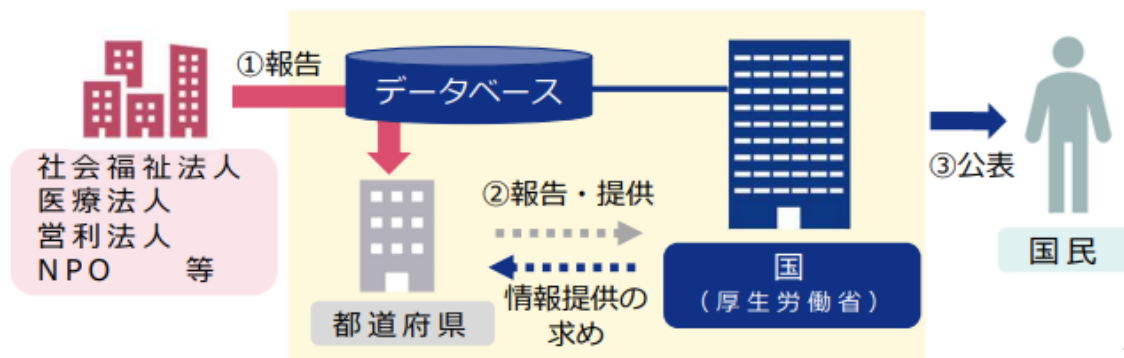 ①報告
データベース
社会福祉法人
医療法人
営利法人
NPO 等
②報告・提供
情報提供の
求め
都道府県
国
(厚生労働省)
③公表
国民